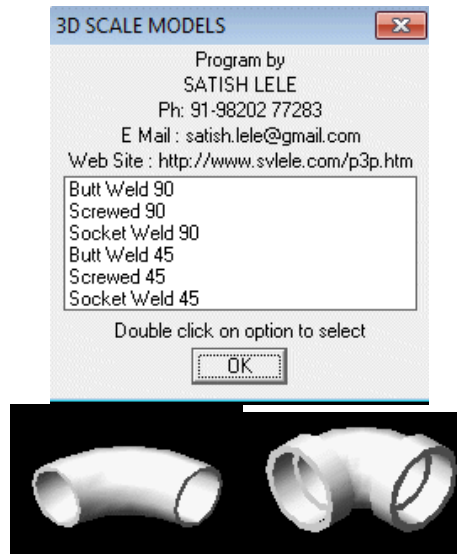 3D SCALE MODELS
Program by
SATISH LELE
Ph: 91-98202 77283
E Mail : satish.lele@gmail.com
Web Site : http://www.svlele.com/p3p.htm
Butt Weld 90
Screwed 90
Socket Weld 90
Butt Weld 45
Screwed 45
Socket Weld 45
Double click on option to select
OK